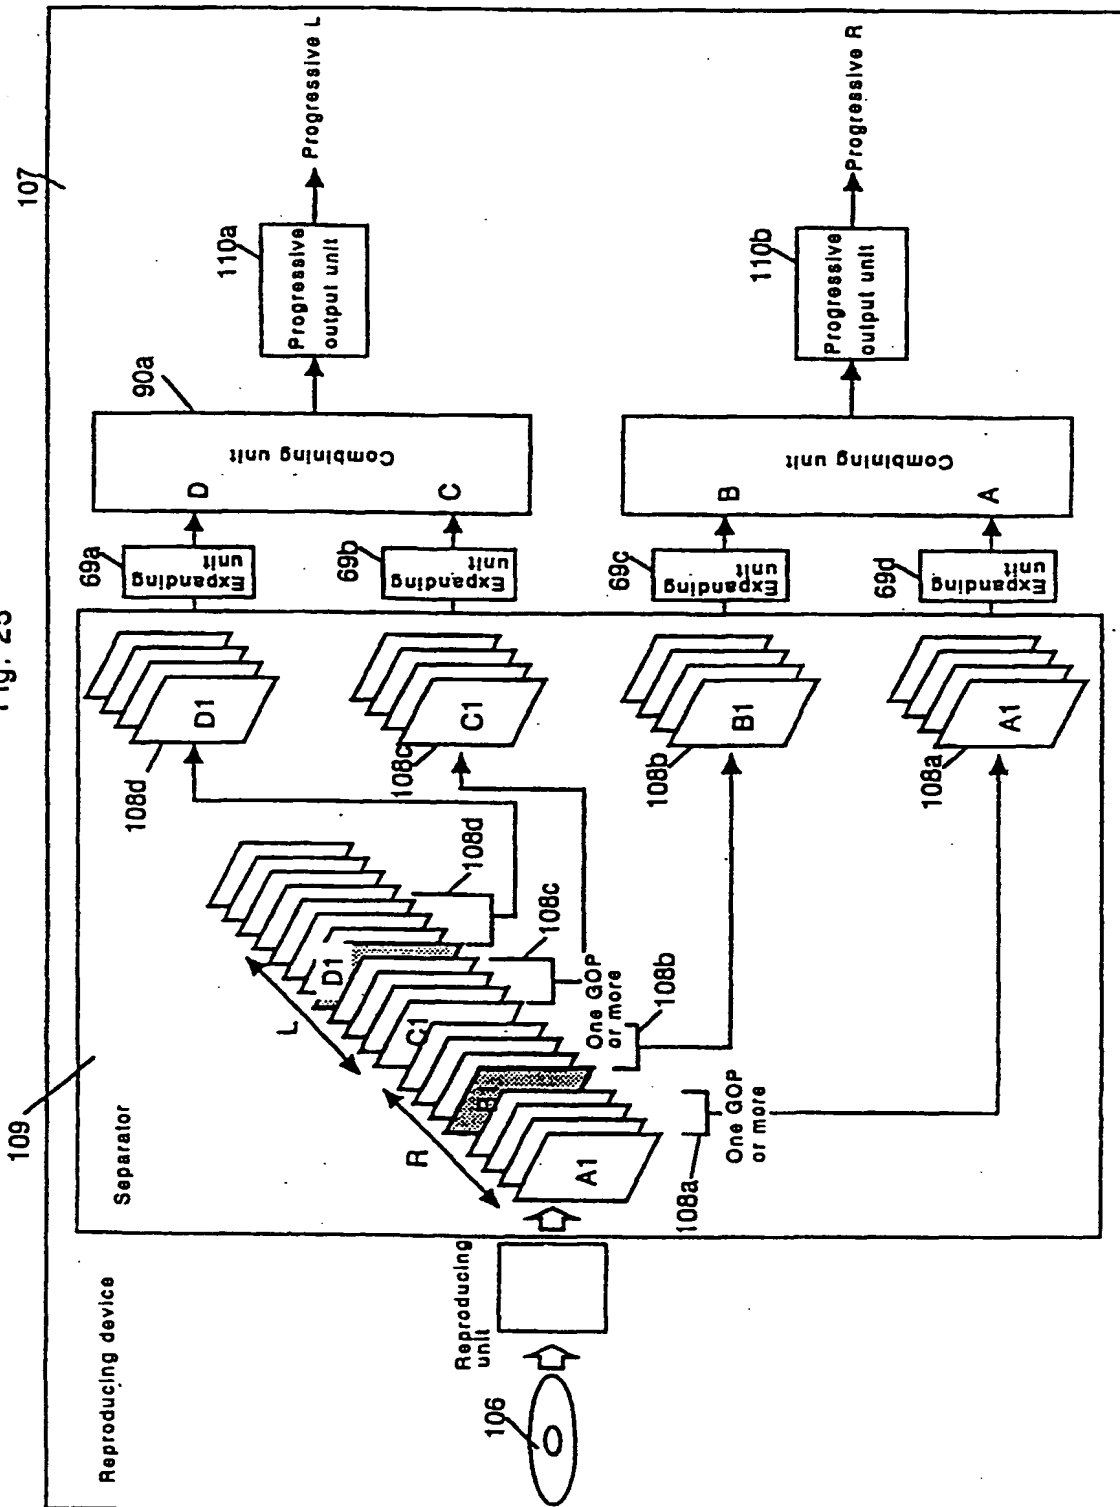 Fig. 25
107
Reproducing device
109
Separator
106
Reproducing
unit
R
L
A1
C1
D1
108a
One GOP
or more
108b
One GOP
or more
108c
108d
108d
D1
108c
C1
108b
B1
108a
A1
69a
Expanding
unit
69b
Expanding
unit
69c
Expanding
unit
69d
Expanding
unit
90a
D
C
Combining unit
B
A
Combining unit
110a
Progressive
output unit
Progressive L
110b
Progressive
output unit
Progressive R